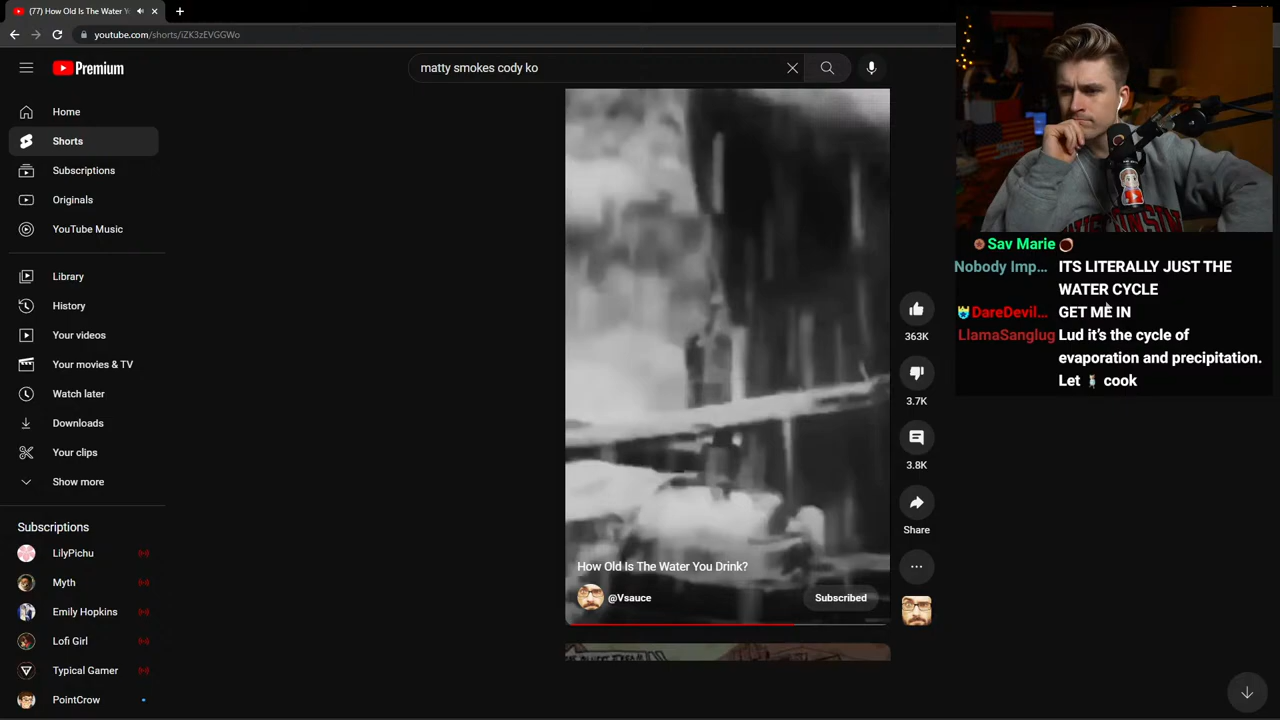 (77) How Old Is The Water Y
youtube.com/shorts/iZK3zEVGGWo
Premium
matty smokes cody ko
Home
Shorts
Subscriptions
Originals
YouTube Music
Library
History
Your videos
Your movies & TV
Watch later
Downloads
Your clips
Show more
Subscriptions
LilyPichu
Myth
Emily Hopkins
Lofi Girl
Typical Gamer
PointCrow
How Old Is The Water You Drink?
@Vsauce
Subscribed
363K
3.7K
3.8K
Share
Sav Marie
Nobody Imp... ITS LITERALLY JUST THE
WATER CYCLE
DareDevil... GET ME IN
LlamaSanglug Lud it's the cycle of
evaporation and precipitation.
Let cook